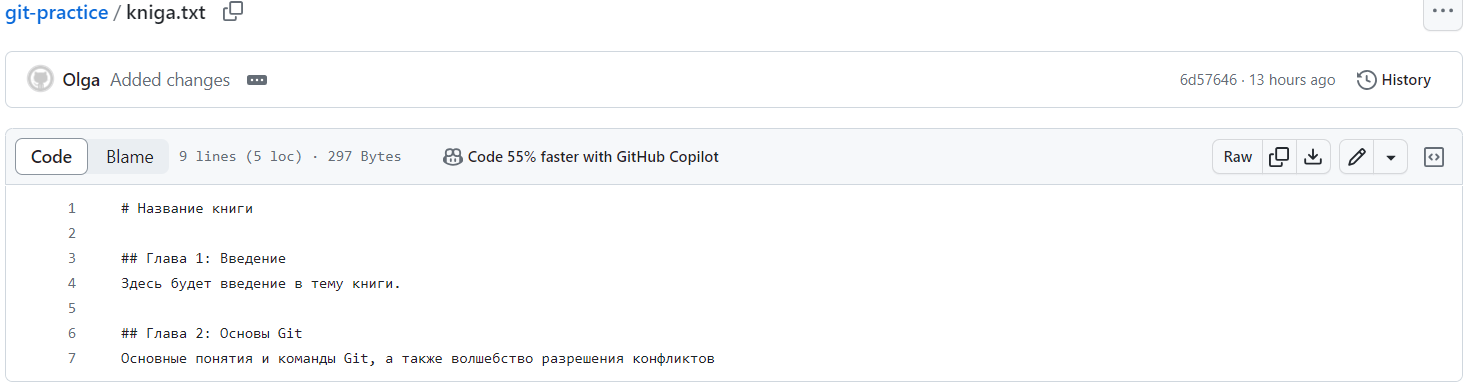 git-practice / kniga.txt
Olga Added changes
6d57646 · 13 hours ago History
Code Blame 9 lines (5 loc) · 297 Bytes Code 55% faster with GitHub Copilot Raw
1 # Название книги
2
3 ## Глава 1: Введение
4 Здесь будет введение в тему книги.
5
6 ## Глава 2: Основы Git
7 Основные понятия и команды Git, а также волшебство разрешения конфликтов